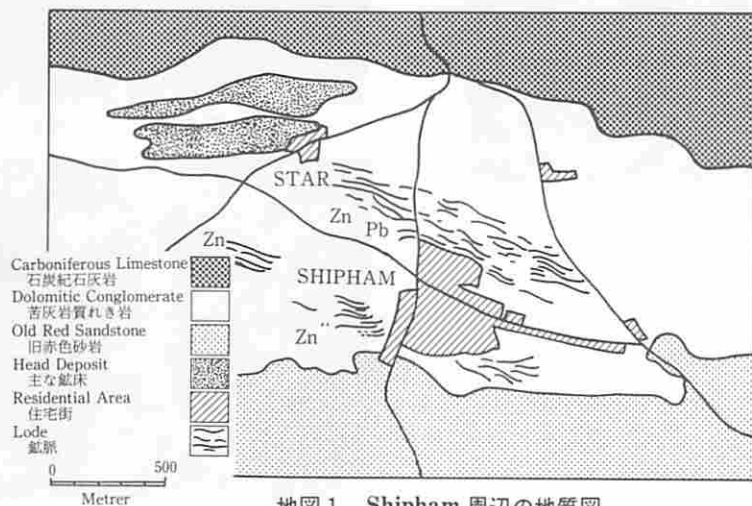 STAR
Zn
Pb
Zn
SHIPHAM
Zn
Carboniferous Limestone
石炭紀石灰岩
Dolomitic Conglomerate
苦灰岩質れき岩
Old Red Sandstone
旧赤色砂岩
Head Deposit
主な鉱床
Residential Area
住宅街
Lode
鉱脈
0 500
Metrer
地図1 Shipham 周辺の地質図